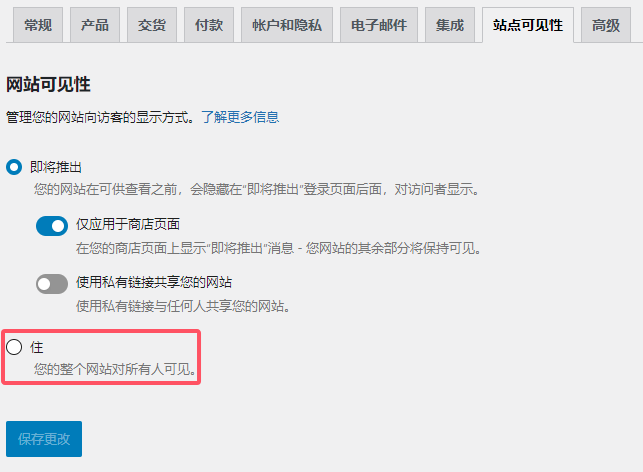 常规 产品 交货 付款 帐户和隐私 电子邮件 集成 站点可见性 高级
网站可见性
管理您的网站向访客的显示方式。了解更多信息
即将推出
您的网站在可供查看之前，会隐藏在"即将推出"登录页面后面，对访问者显示。
仅应用于商店页面
在您的商店页面上显示"即将推出"消息 - 您网站的其余部分将保持可见。
使用私有链接共享您的网站
使用私有链接与任何人共享您的网站。
住
您的整个网站对所有人可见。
保存更改